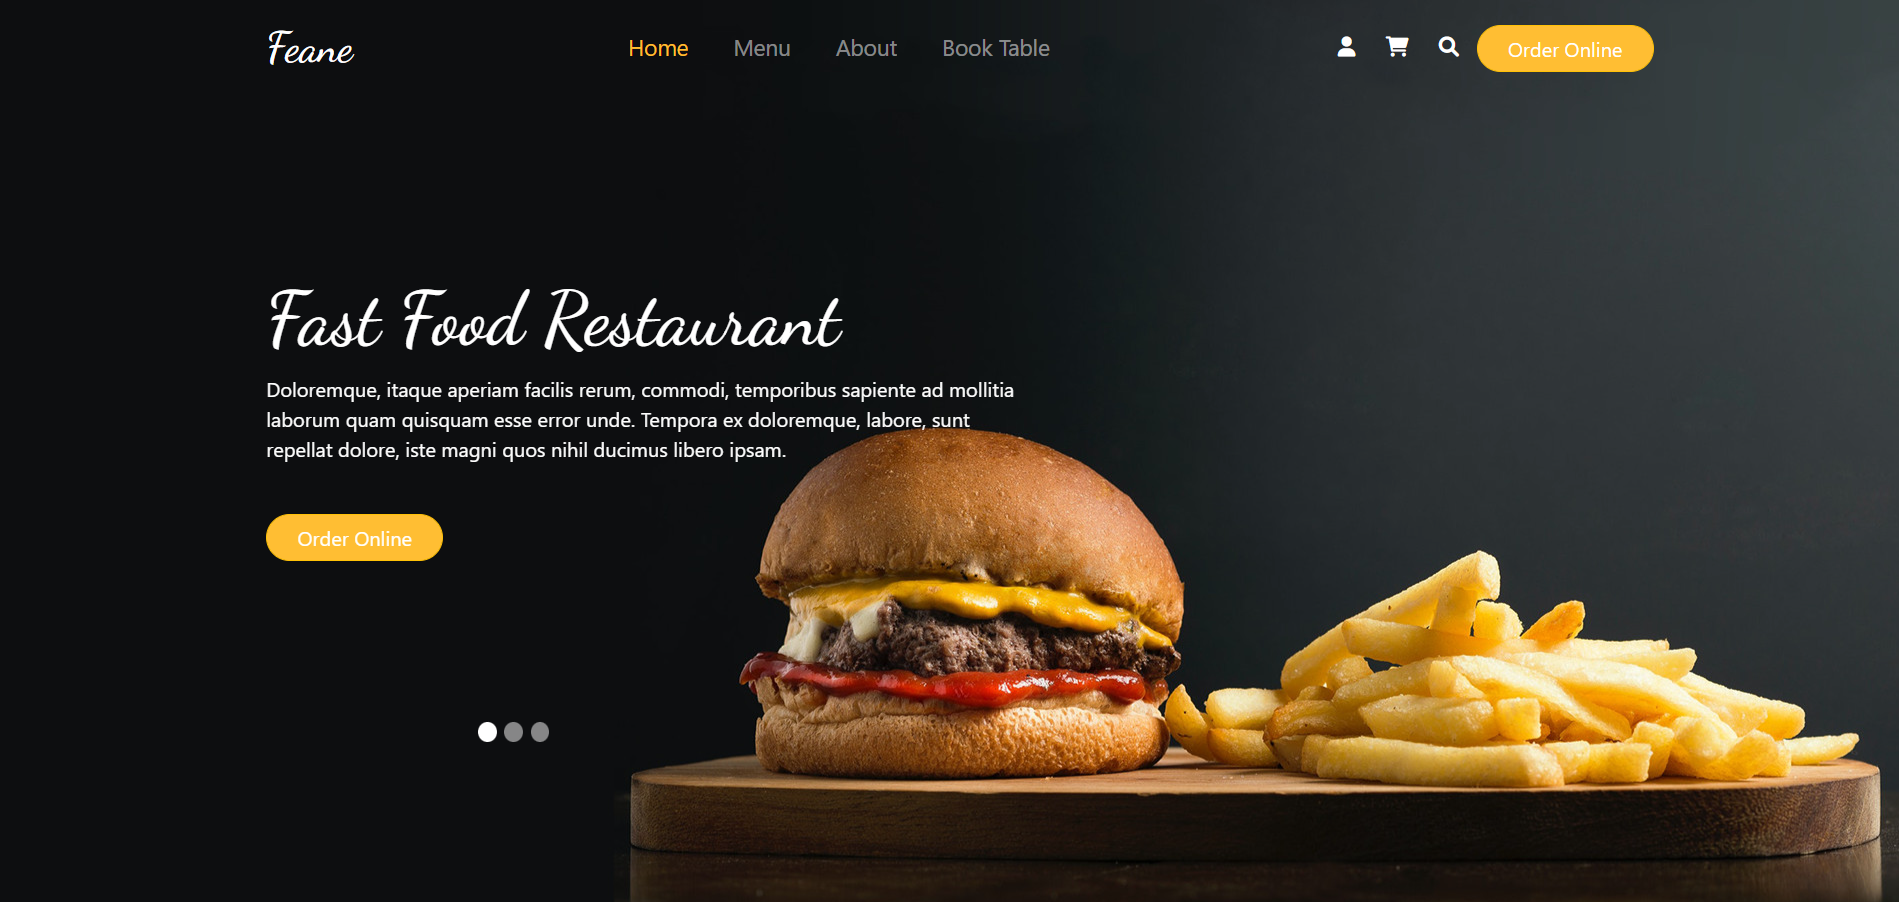 Feane
Home
Menu
About
Book Table
Order Online
Fast Food Restaurant
Doloremque, itaque aperiam facilis rerum, commodi, temporibus sapiente ad mollitia
laborum quam quisquam esse error unde. Tempora ex doloremque, labore, sunt
repellat dolore, iste magni quos nihil ducimus libero ipsam.
Order Online